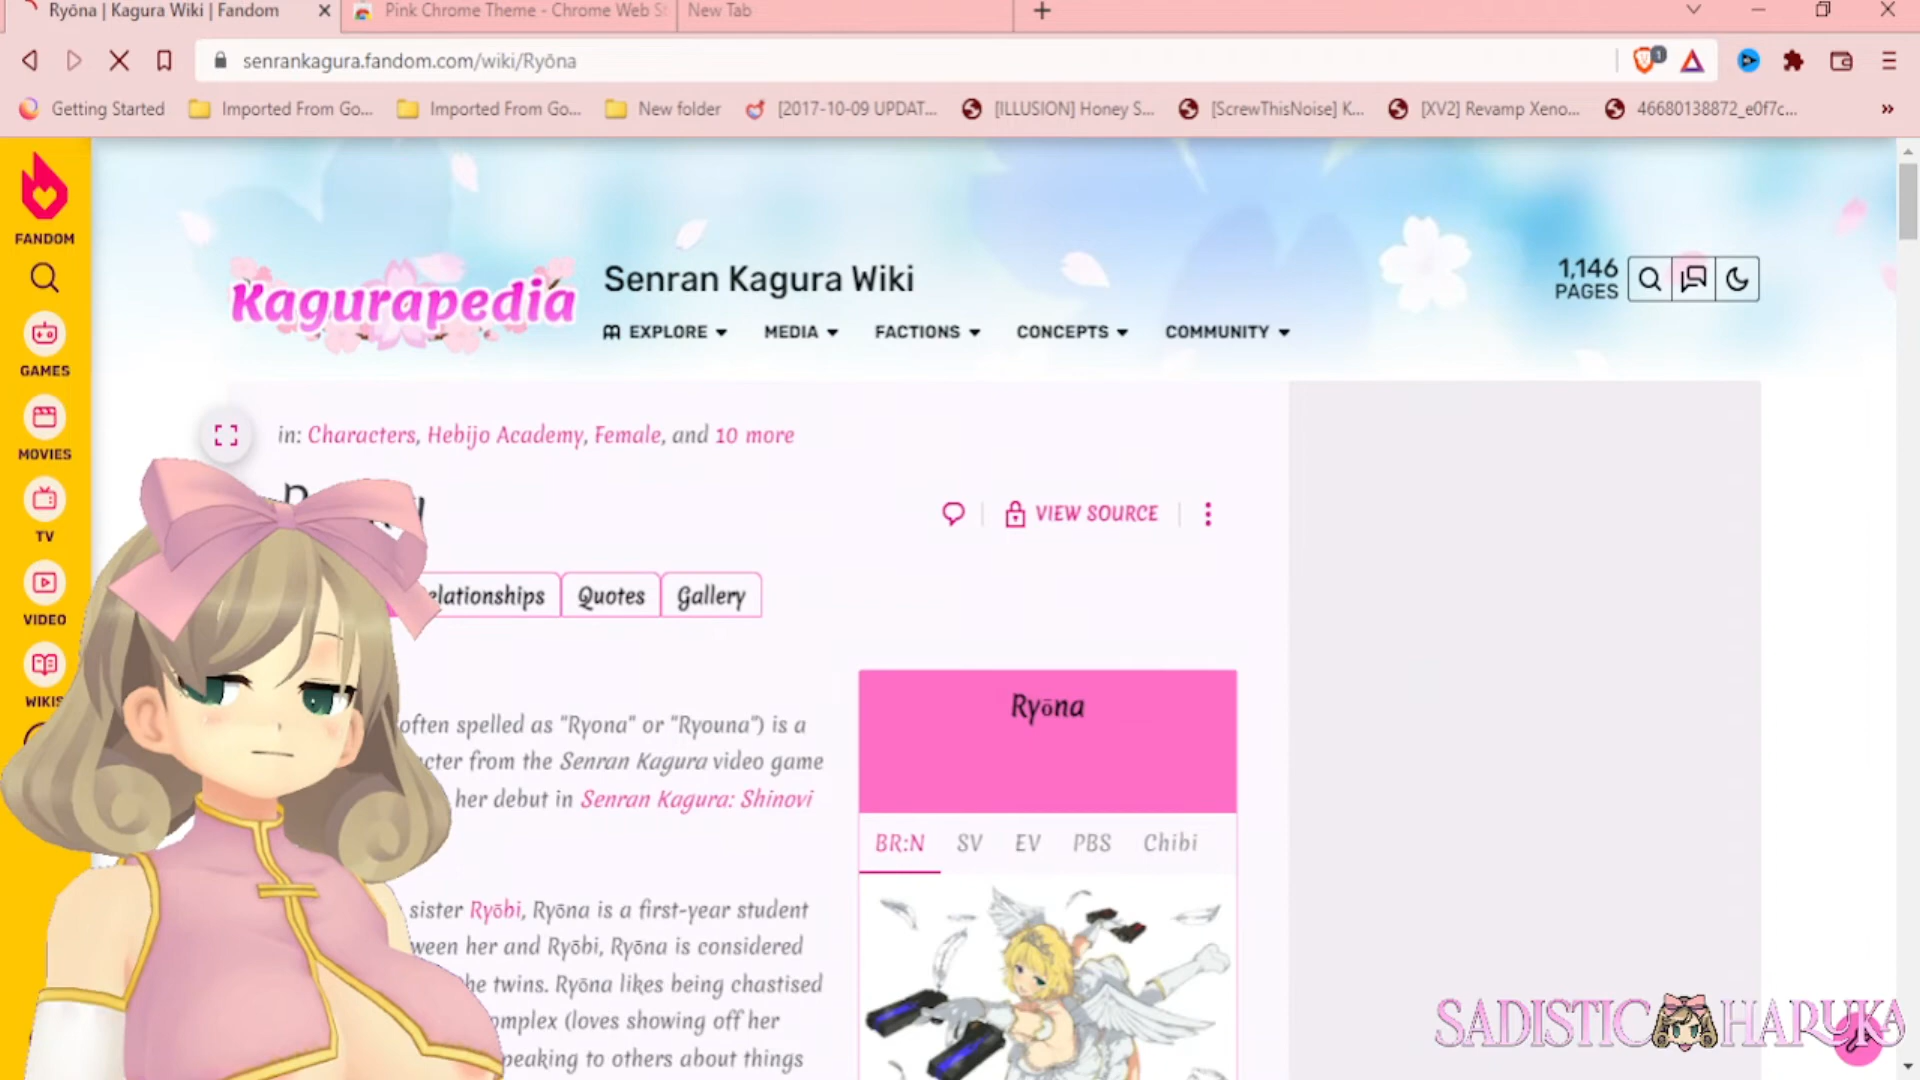 Ryōna | Kagura Wiki | Fandom
Pink Chrome Theme - Chrome Web S
New Tab
senrankagura.fandom.com/wiki/Ryōna
1
Getting Started
Imported From Go...
Imported From Go...
New folder
[2017-10-09 UPDAT...
[ILLUSION] Honey S...
[ScrewThisNoise] K...
[XV2] Revamp Xeno...
46680138872_e0f7c...
FANDOM
GAMES
MOVIES
TV
VIDEO
WIKIS
Kagurapedia
Senran Kagura Wiki
EXPLORE
MEDIA
FACTIONS
CONCEPTS
COMMUNITY
1,146
PAGES
in: Characters, Hebijo Academy, Female, and 10 more
VIEW SOURCE
elationships
Quotes
Gallery
often spelled as "Ryona" or "Ryouna") is a
cter from the Senran Kagura video game
her debut in Senran Kagura: Shinovi
sister Ryōbi, Ryōna is a first-year student
ween her and Ryōbi, Ryōna is considered
he twins. Ryōna likes being chastised
omplex (loves showing off her
peaking to others about things
Ryōna
BR:N
SV
EV
PBS
Chibi
SADISTIC HARUKA